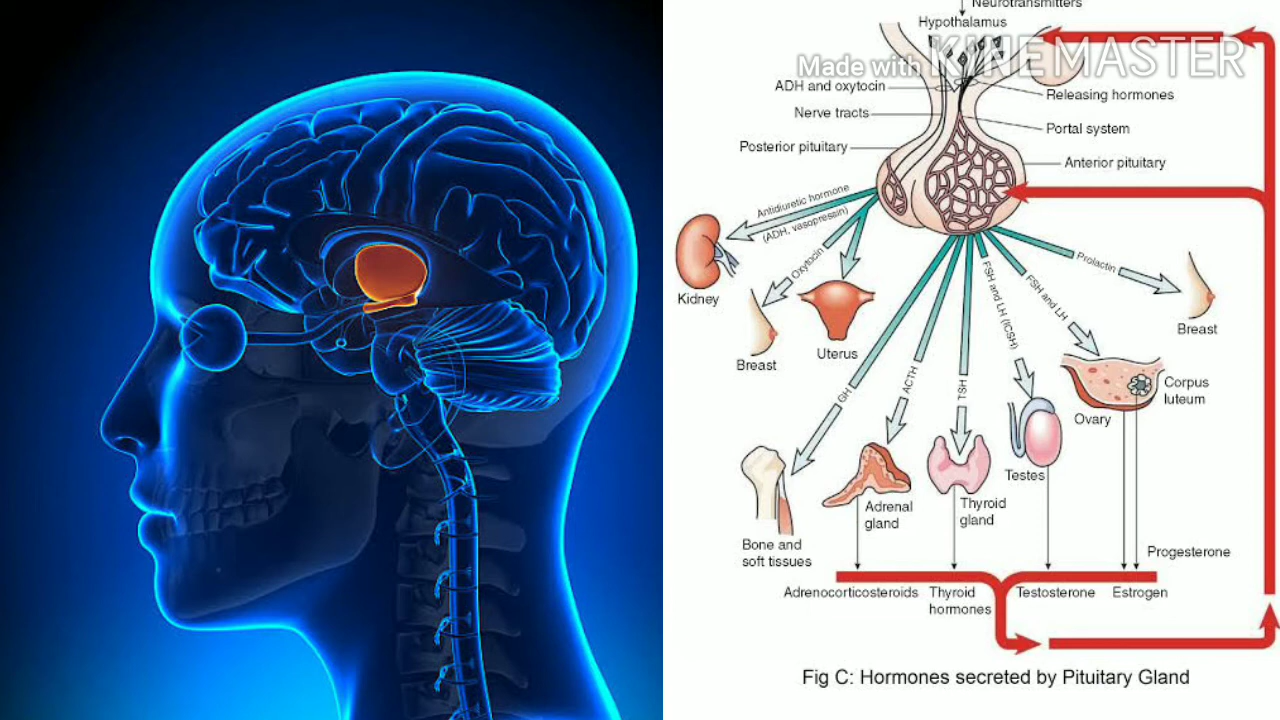 Neurotransmitters
Hypothalamus
Made with KINEMASTER
ADH and oxytocin
Releasing hormones
Nerve tracts
Portal system
Posterior pituitary
Anterior pituitary
Antidiuretic hormone
(ADH, vasopressin)
Oxytocin
FSH and LH (ICSH)
FSH and LH
Prolactin
Kidney
Breast
Uterus
Breast
GH
ACTH
TSH
Corpus
luteum
Ovary
Testes
Adrenal
gland
Thyroid
gland
Bone and
soft tissues
Progesterone
Adrenocorticosteroids
Thyroid
hormones
Testosterone
Estrogen
Fig C: Hormones secreted by Pituitary Gland